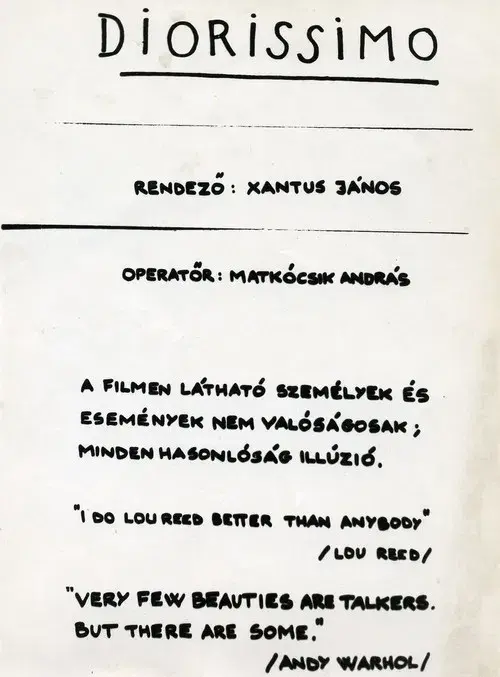 DIORISSIMO
RENDEZŐ: XANTUS JÁNOS
OPERATŐR: MATKÓCSIK ANDRÁS
A FILMEN LÁTHATÓ SZEMÉLYEK ÉS
ESEMÉNYEK NEM VALÓSÁGOSAK;
MINDEN HASONLÓSÁG ILLÚZIÓ.
"I DO LOU REED BETTER THAN ANYBODY"
/LOU REED/
"VERY FEW BEAUTIES ARE TALKERS.
BUT THERE ARE SOME."
/ANDY WARHOL/